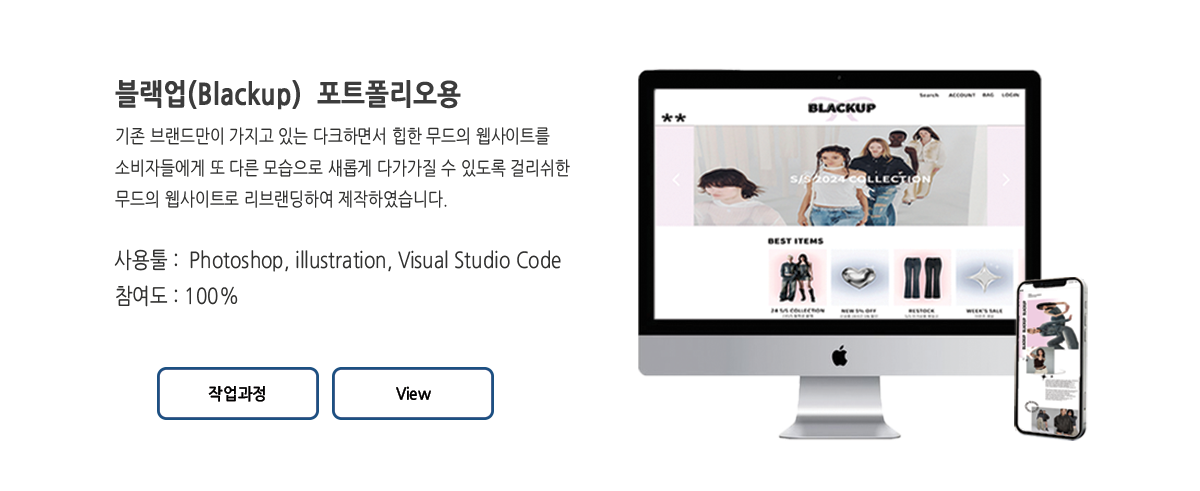 블랙업(Blackup) 포트폴리오용
기존 브랜드만이 가지고 있는 다크하면서 힙한 무드의 웹사이트를
소비자들에게 또 다른 모습으로 새롭게 다가가질 수 있도록 걸리쉬한
무드의 웹사이트로 리브랜딩하여 제작하였습니다.
사용툴 : Photoshop, illustration, Visual Studio Code
참여도 : 100%
작업과정 View
Search ACCOUNT BAG LOGIN
BLACKUP
**
S/S 2024 COLLECTION
BEST ITEMS
24 S/S COLLECTION NEW 5% OFF RESTOCK WEEK'S SALE